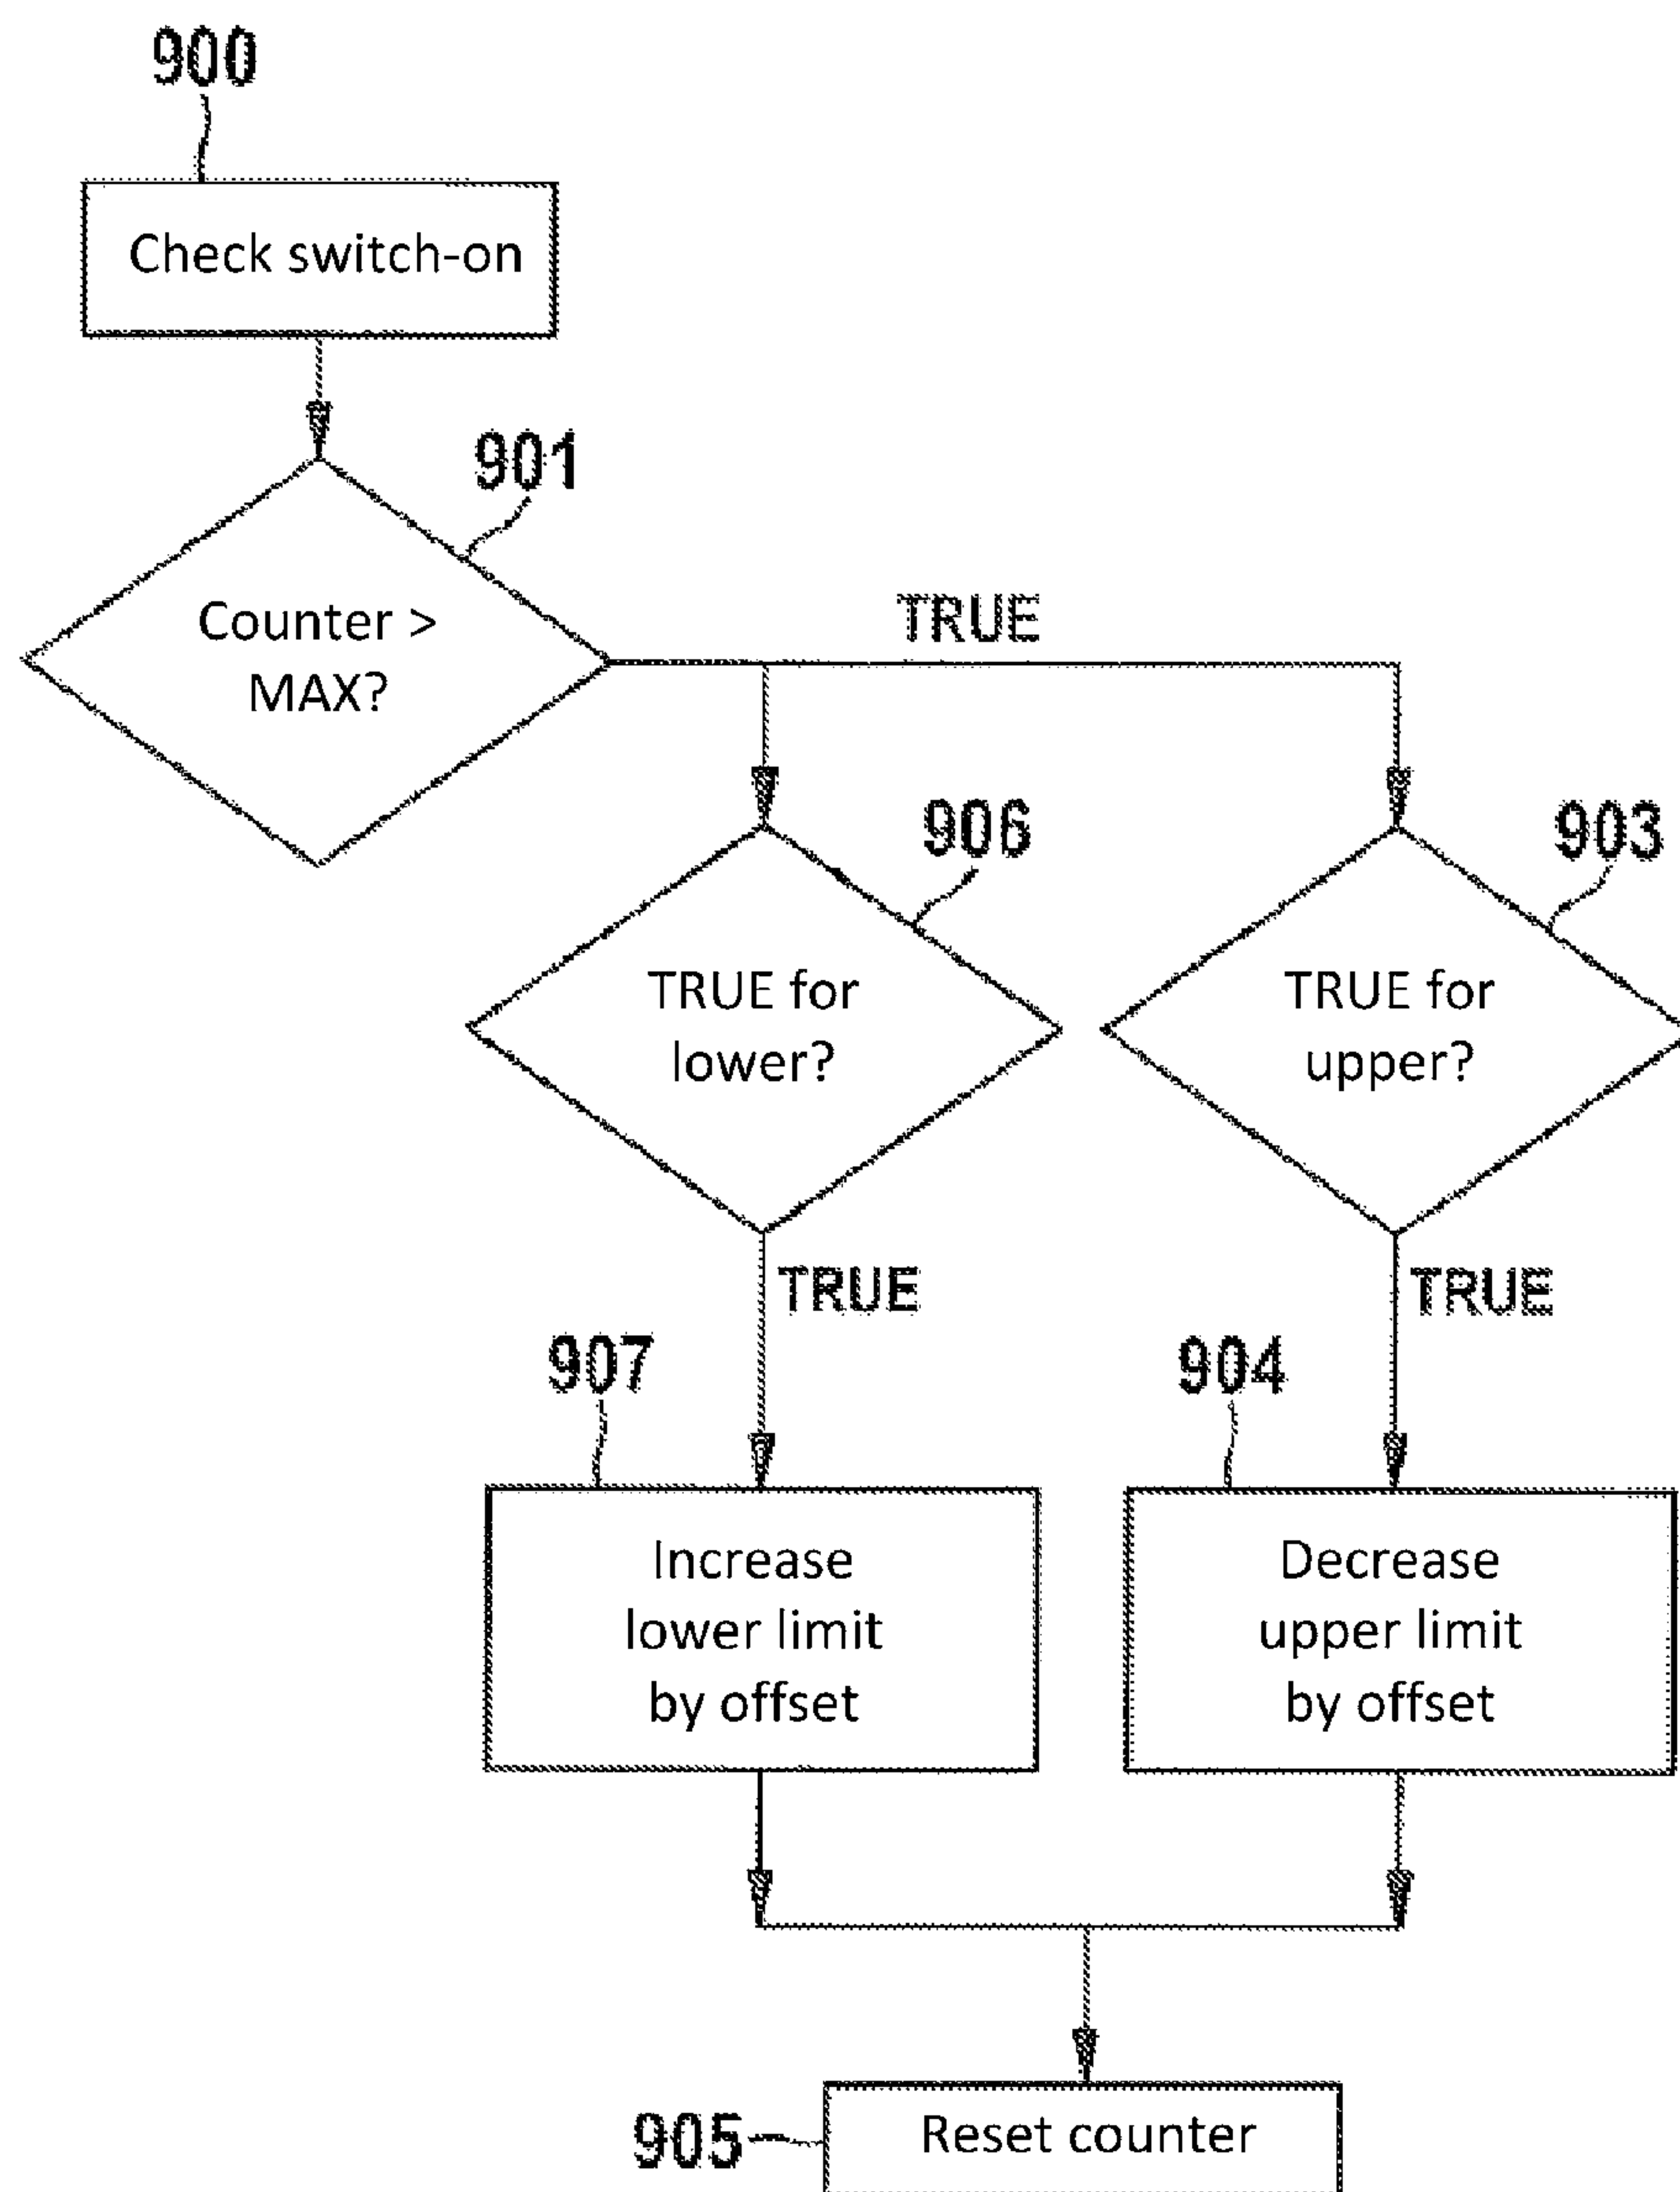 900
Check switch-on
901
Counter >
MAX?
TRUE
906
903
TRUE for
lower?
TRUE for
upper?
TRUE
TRUE
907
904
Increase
lower limit
by offset
Decrease
upper limit
by offset
905
Reset counter